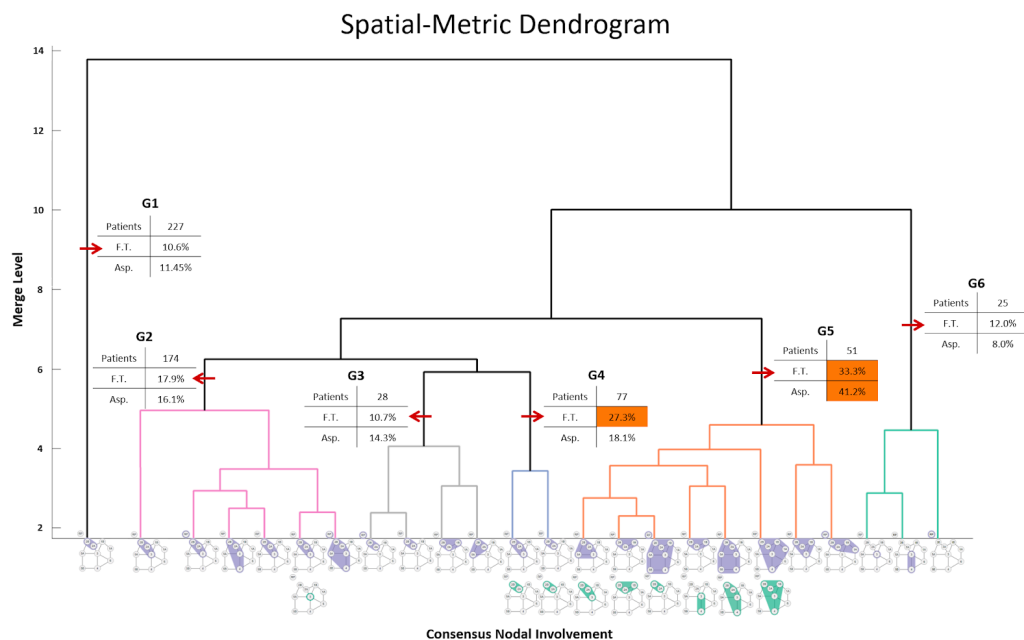 Spatial-Metric Dendrogram
14
12
10
8
6
4
2
Merge Level
G1
Patients 227
F.T. 10.6%
Asp. 11.45%
G2
Patients 174
F.T. 17.9%
Asp. 16.1%
G3
Patients 28
F.T. 10.7%
Asp. 14.3%
G4
Patients 77
F.T. 27.3%
Asp. 18.1%
G5
Patients 51
F.T. 33.3%
Asp. 41.2%
G6
Patients 25
F.T. 12.0%
Asp. 8.0%
Consensus Nodal Involvement